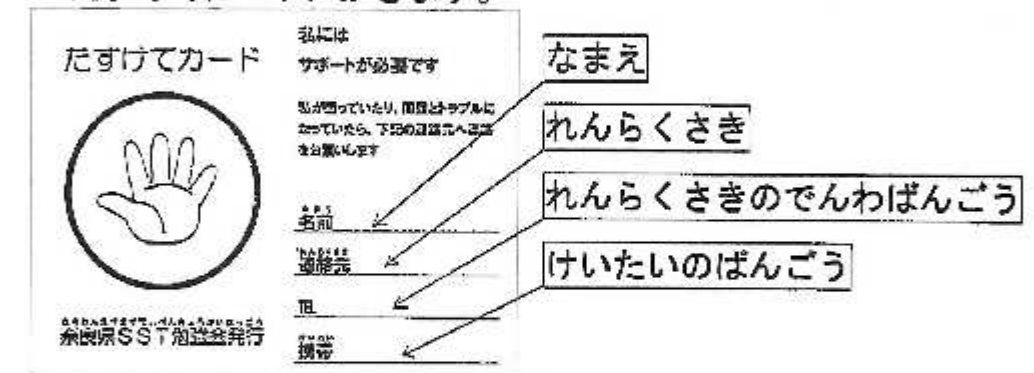 たすけてカード
奈良県SST勉強会発行
私には
サポートが必要です
私が困っていたり、周囲とトラブルに
なっていたら、下記の連絡先へ連絡
をお願いします
名前
連絡先
TEL
携帯
なまえ
れんらくさき
れんらくさきのでんわばんごう
けいたいのばんごう